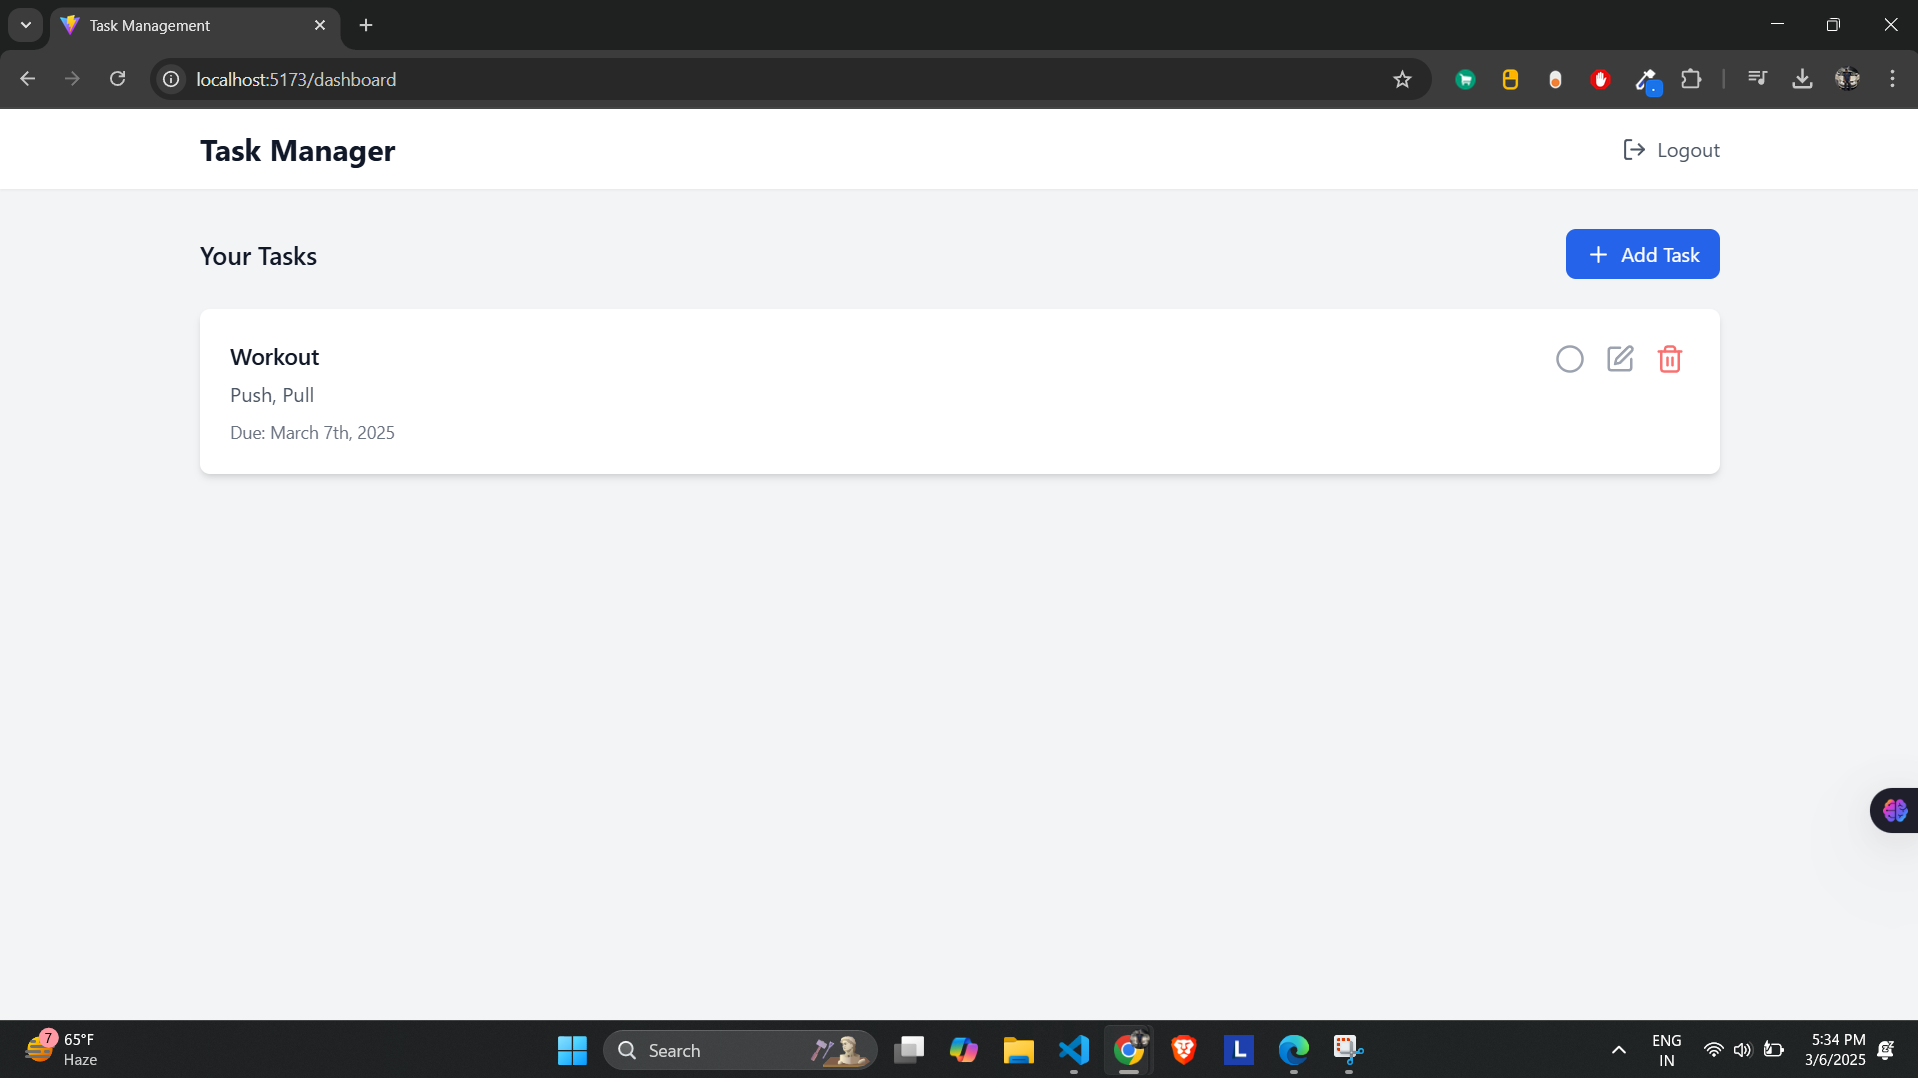 Task Management
localhost:5173/dashboard
Task Manager
Logout
Your Tasks
Add Task
Workout
Push, Pull
Due: March 7th, 2025
7
65°F
Haze
Search
L
ENG
IN
5:34 PM
3/6/2025